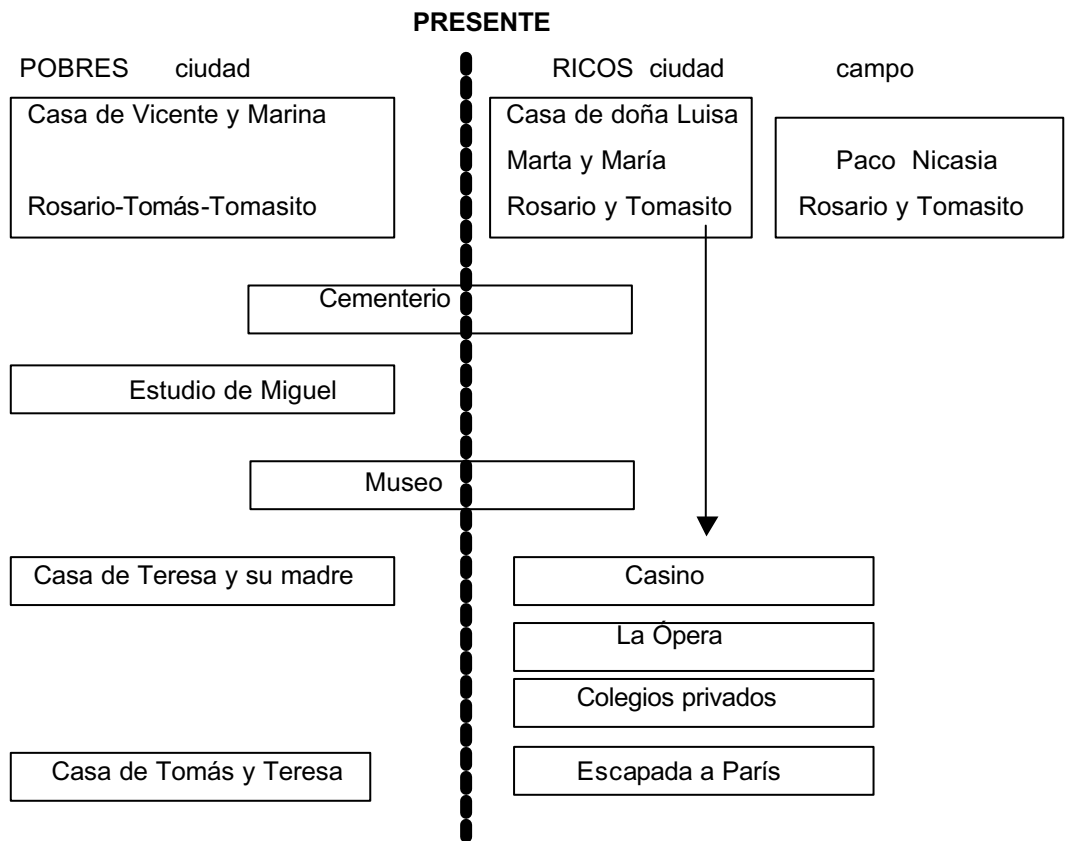 PRESENTE
POBRES ciudad
RICOS ciudad
campo
Casa de Vicente y Marina
Rosario-Tomás-Tomasito
Casa de doña Luisa
Marta y María
Rosario y Tomasito
Paco Nicasia
Rosario y Tomasito
Cementerio
Estudio de Miguel
Museo
Casa de Teresa y su madre
Casino
La Ópera
Colegios privados
Casa de Tomás y Teresa
Escapada a París